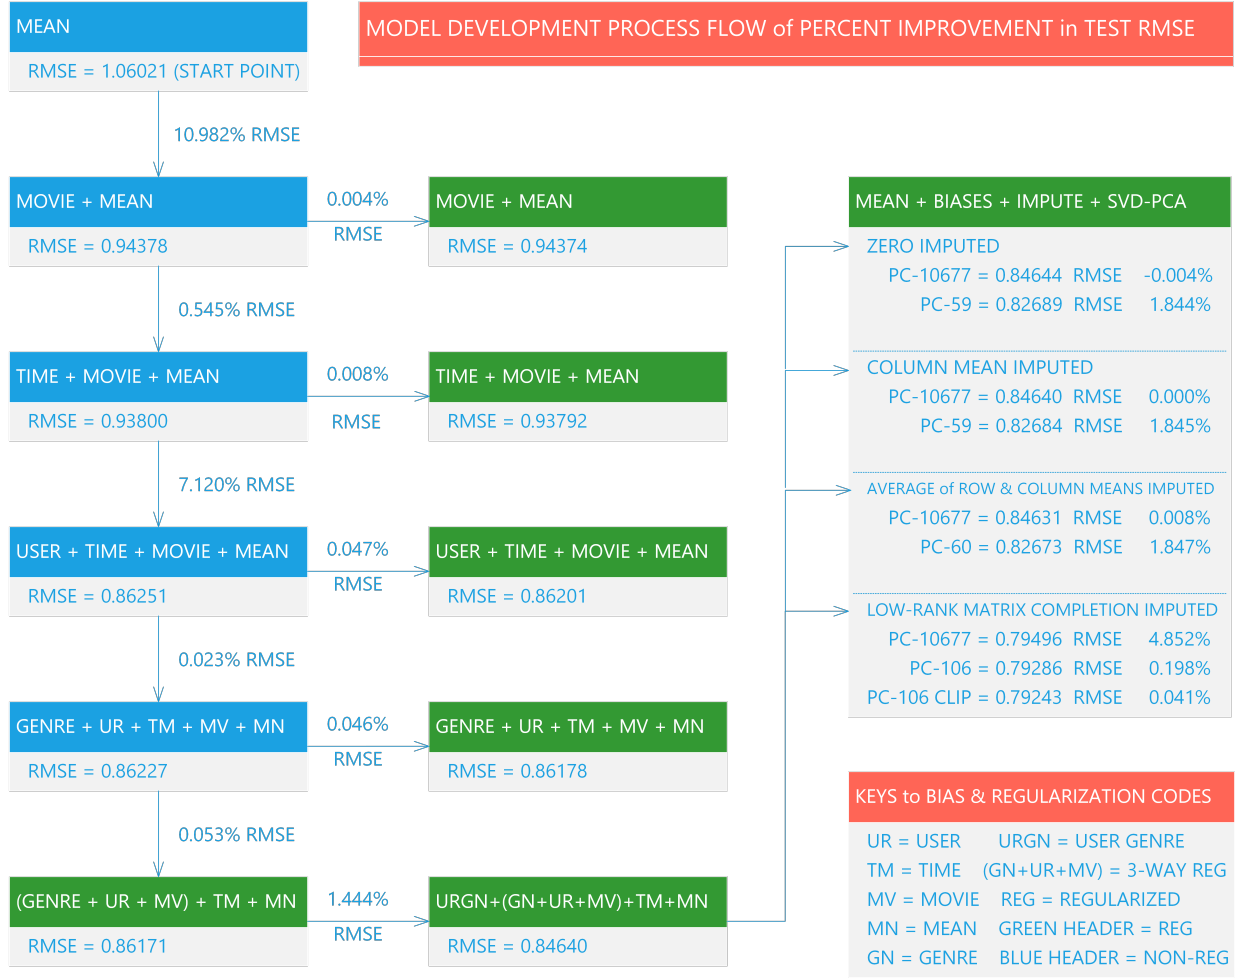 MODEL DEVELOPMENT PROCESS FLOW of PERCENT IMPROVEMENT in TEST RMSE
MEAN
RMSE = 1.06021 (START POINT)
10.982% RMSE
MOVIE + MEAN
RMSE = 0.94378
0.004%
RMSE
MOVIE + MEAN
RMSE = 0.94374
0.545% RMSE
TIME + MOVIE + MEAN
RMSE = 0.93800
0.008%
RMSE
TIME + MOVIE + MEAN
RMSE = 0.93792
7.120% RMSE
USER + TIME + MOVIE + MEAN
RMSE = 0.86251
0.047%
RMSE
USER + TIME + MOVIE + MEAN
RMSE = 0.86201
0.023% RMSE
GENRE + UR + TM + MV + MN
RMSE = 0.86227
0.046%
RMSE
GENRE + UR + TM + MV + MN
RMSE = 0.86178
0.053% RMSE
(GENRE + UR + MV) + TM + MN
RMSE = 0.86171
1.444%
RMSE
URGN+(GN+UR+MV)+TM+MN
RMSE = 0.84640
MEAN + BIASES + IMPUTE + SVD-PCA
ZERO IMPUTED
PC-10677 = 0.84644 RMSE -0.004%
PC-59 = 0.82689 RMSE 1.844%
COLUMN MEAN IMPUTED
PC-10677 = 0.84640 RMSE 0.000%
PC-59 = 0.82684 RMSE 1.845%
AVERAGE of ROW & COLUMN MEANS IMPUTED
PC-10677 = 0.84631 RMSE 0.008%
PC-60 = 0.82673 RMSE 1.847%
LOW-RANK MATRIX COMPLETION IMPUTED
PC-10677 = 0.79496 RMSE 4.852%
PC-106 = 0.79286 RMSE 0.198%
PC-106 CLIP = 0.79243 RMSE 0.041%
KEYS to BIAS & REGULARIZATION CODES
UR = USER URGN = USER GENRE
TM = TIME (GN+UR+MV) = 3-WAY REG
MV = MOVIE REG = REGULARIZED
MN = MEAN GREEN HEADER = REG
GN = GENRE BLUE HEADER = NON-REG